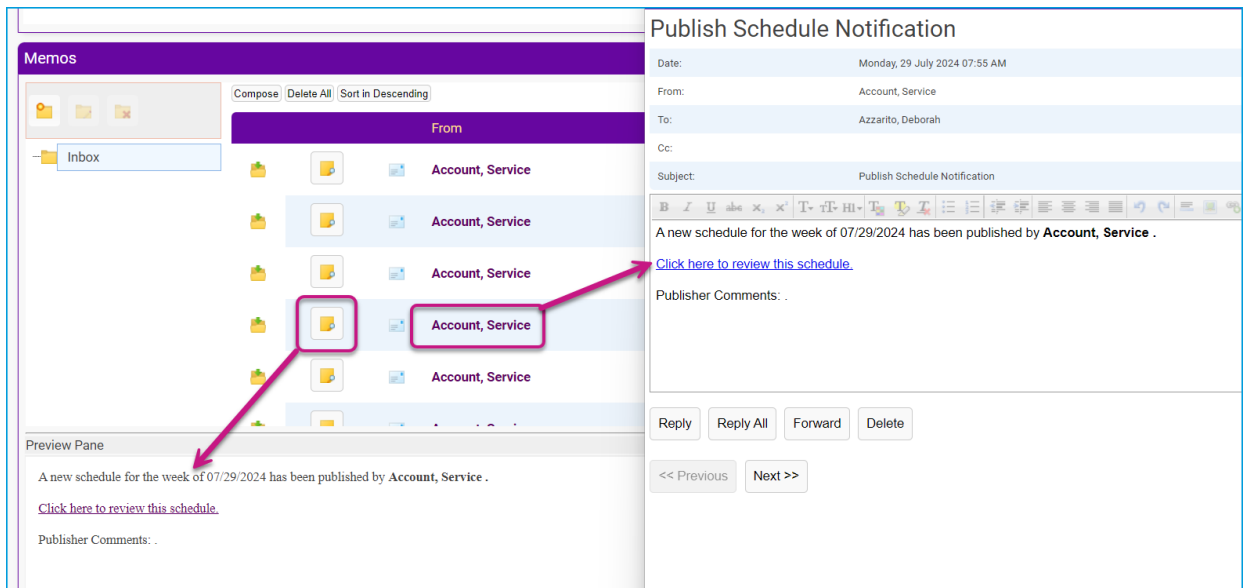 Memos
Compose Delete All Sort in Descending
From
Inbox
Account, Service
Account, Service
Account, Service
Account, Service
Account, Service
Preview Pane
A new schedule for the week of 07/29/2024 has been published by Account, Service .
Click here to review this schedule.
Publisher Comments: .
Publish Schedule Notification
Date: Monday, 29 July 2024 07:55 AM
From: Account, Service
To: Azzarito, Deborah
Cc:
Subject: Publish Schedule Notification
B I U abc x, x² T rT H1 T T I
A new schedule for the week of 07/29/2024 has been published by Account, Service .
Click here to review this schedule.
Publisher Comments: .
Reply Reply All Forward Delete
<< Previous Next >>